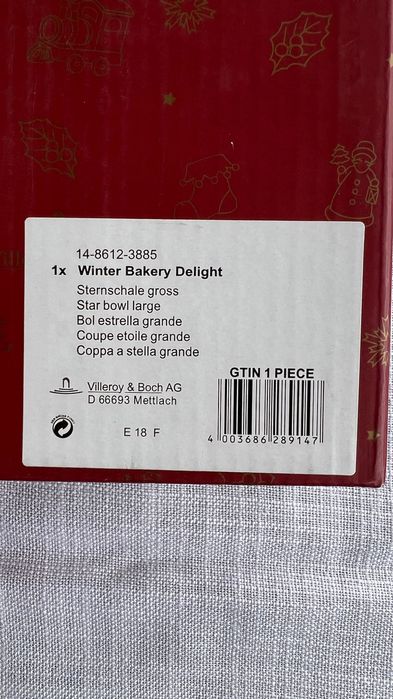 14-8612-3885
1x Winter Bakery Delight
Sternschale gross
Star bowl large
Bol estrella grande
Coupe etoile grande
Coppa a stella grande
GTIN 1 PIECE
Villeroy & Boch AG
D 66693 Mettlach
E 18 F
4 003686 289147